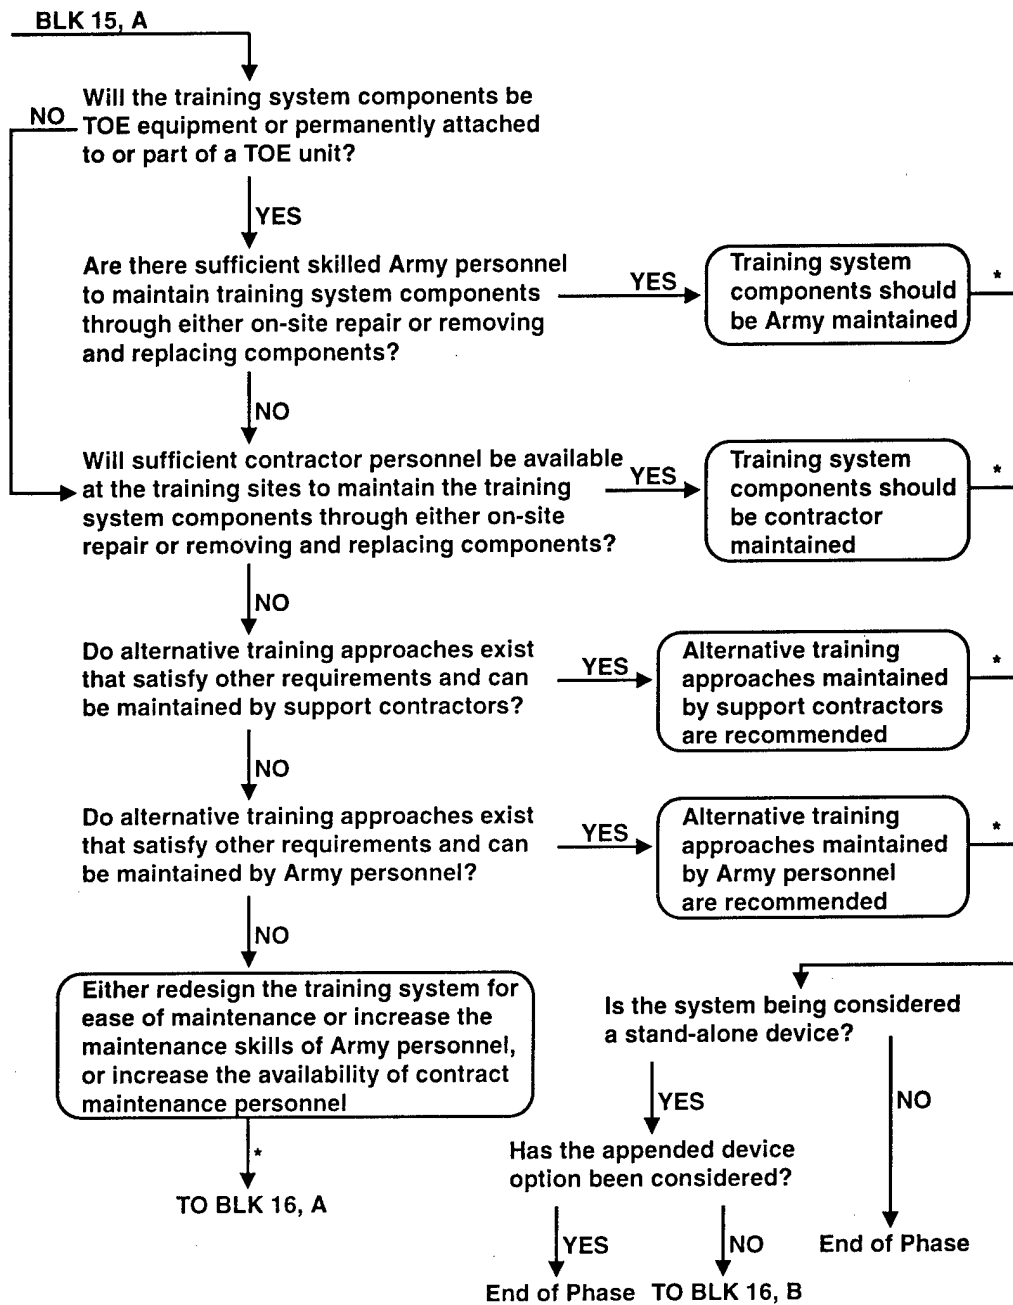 BLK 15, A
Will the training system components be
NO
TOE equipment or permanently attached
to or part of a TOE unit?
YES
Are there sufficient skilled Army personnel
to maintain training system components
through either on-site repair or removing
and replacing components?
YES
Training system
components should
be Army maintained
*
NO
Will sufficient contractor personnel be available
at the training sites to maintain the training
system components through either on-site
repair or removing and replacing components?
YES
Training system
components should
be contractor
maintained
*
NO
Do alternative training approaches exist
that satisfy other requirements and can
be maintained by support contractors?
YES
Alternative training
approaches maintained
by support contractors
are recommended
*
NO
Do alternative training approaches exist
that satisfy other requirements and can
be maintained by Army personnel?
YES
Alternative training
approaches maintained
by Army personnel
are recommended
*
NO
Either redesign the training system for
ease of maintenance or increase the
maintenance skills of Army personnel,
or increase the availability of contract
maintenance personnel
*
TO BLK 16, A
Is the system being considered
a stand-alone device?
YES
NO
Has the appended device
option been considered?
YES
NO
End of Phase
End of Phase
TO BLK 16, B